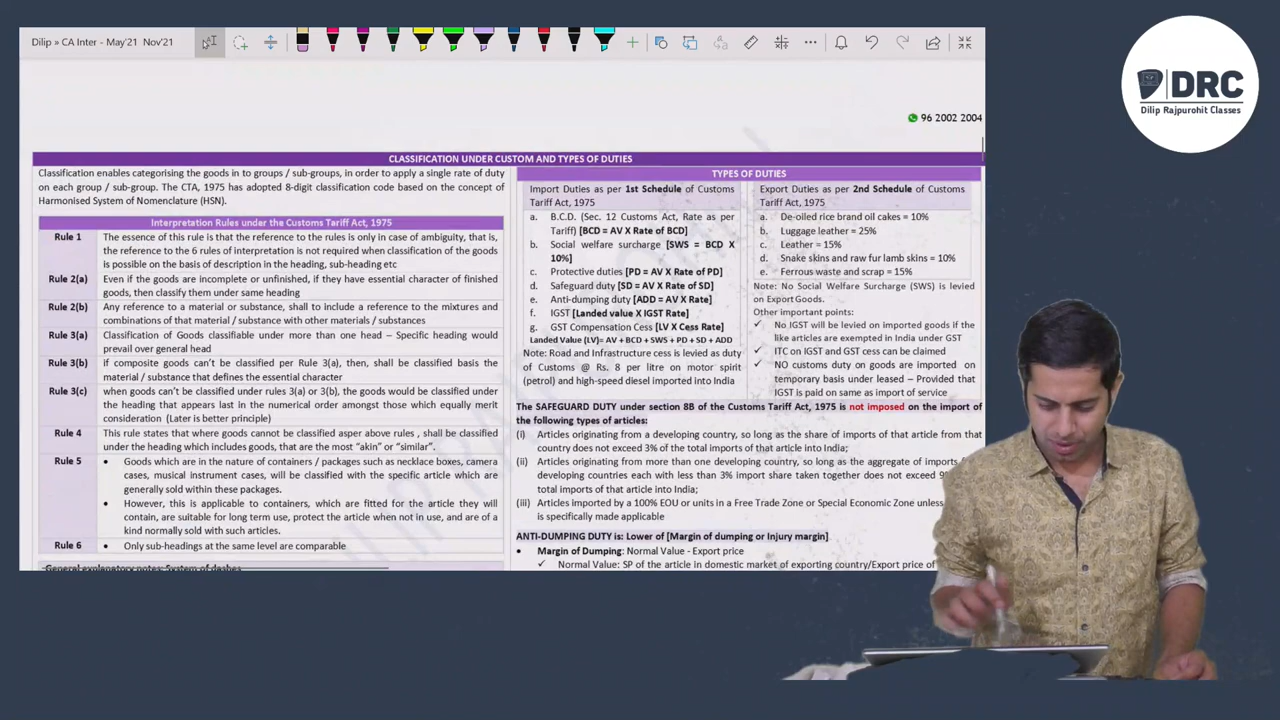 Dilip » CA Inter - May'21 Nov'21
DRC
Dilip Rajpurohit Classes
96 2002 2004
CLASSIFICATION UNDER CUSTOM AND TYPES OF DUTIES
Classification enables categorising the goods in to groups / sub-groups, in order to apply a single rate of duty
on each group / sub-group. The CTA, 1975 has adopted 8-digit classification code based on the concept of
Harmonised System of Nomenclature (HSN).
Interpretation Rules under the Customs Tariff Act, 1975
Rule 1 The essence of this rule is that the reference to the rules is only in case of ambiguity, that is,
the reference to the 6 rules of interpretation is not required when classification of the goods
is possible on the basis of description in the heading, sub-heading etc
Rule 2(a) Even if the goods are incomplete or unfinished, if they have essential character of finished
goods, then classify them under same heading
Rule 2(b) Any reference to a material or substance, shall to include a reference to the mixtures and
combinations of that material / substance with other materials / substances
Rule 3(a) Classification of Goods classifiable under more than one head – Specific heading would
prevail over general head
Rule 3(b) if composite goods can't be classified per Rule 3(a), then, shall be classified basis the
material / substance that defines the essential character
Rule 3(c) when goods can't be classified under rules 3(a) or 3(b), the goods would be classified under
the heading that appears last in the numerical order amongst those which equally merit
consideration (Later is better principle)
Rule 4 This rule states that where goods cannot be classified asper above rules , shall be classified
under the heading which includes goods, that are the most "akin" or "similar".
Rule 5 • Goods which are in the nature of containers / packages such as necklace boxes, camera
cases, musical instrument cases, will be classified with the specific article which are
generally sold within these packages.
• However, this is applicable to containers, which are fitted for the article they will
contain, are suitable for long term use, protect the article when not in use, and are of a
kind normally sold with such articles.
Rule 6 • Only sub-headings at the same level are comparable
General explanatory notes: System of dashes
TYPES OF DUTIES
Import Duties as per 1st Schedule of Customs
Tariff Act, 1975
a. B.C.D. (Sec. 12 Customs Act, Rate as per
Tariff) [BCD = AV X Rate of BCD]
b. Social welfare surcharge [SWS = BCD X
10%]
c. Protective duties [PD = AV X Rate of PD]
d. Safeguard duty [SD = AV X Rate of SD]
e. Anti-dumping duty [ADD = AV X Rate]
f. IGST [Landed value X IGST Rate]
g. GST Compensation Cess [LV X Cess Rate]
Landed Value (LV)= AV + BCD + SWS + PD + SD + ADD
Note: Road and Infrastructure cess is levied as duty
of Customs @ Rs. 8 per litre on motor spirit
(petrol) and high-speed diesel imported into India
Export Duties as per 2nd Schedule of Customs
Tariff Act, 1975
a. De-oiled rice brand oil cakes = 10%
b. Luggage leather = 25%
c. Leather = 15%
d. Snake skins and raw fur lamb skins = 10%
e. Ferrous waste and scrap = 15%
Note: No Social Welfare Surcharge (SWS) is levied
on Export Goods.
Other important points:
✓ No IGST will be levied on imported goods if the
like articles are exempted in India under GST
✓ ITC on IGST and GST cess can be claimed
✓ NO customs duty on goods are imported on
temporary basis under leased – Provided that
IGST is paid on same as import of service
The SAFEGUARD DUTY under section 8B of the Customs Tariff Act, 1975 is not imposed on the import of
the following types of articles:
(i) Articles originating from a developing country, so long as the share of imports of that article from that
country does not exceed 3% of the total imports of that article into India;
(ii) Articles originating from more than one developing country, so long as the aggregate of imports
developing countries each with less than 3% import share taken together does not exceed
total imports of that article into India;
(iii) Articles imported by a 100% EOU or units in a Free Trade Zone or Special Economic Zone unless
is specifically made applicable
ANTI-DUMPING DUTY is: Lower of [Margin of dumping or Injury margin]
• Margin of Dumping: Normal Value - Export price
✓ Normal Value: SP of the article in domestic market of exporting country/Export price of